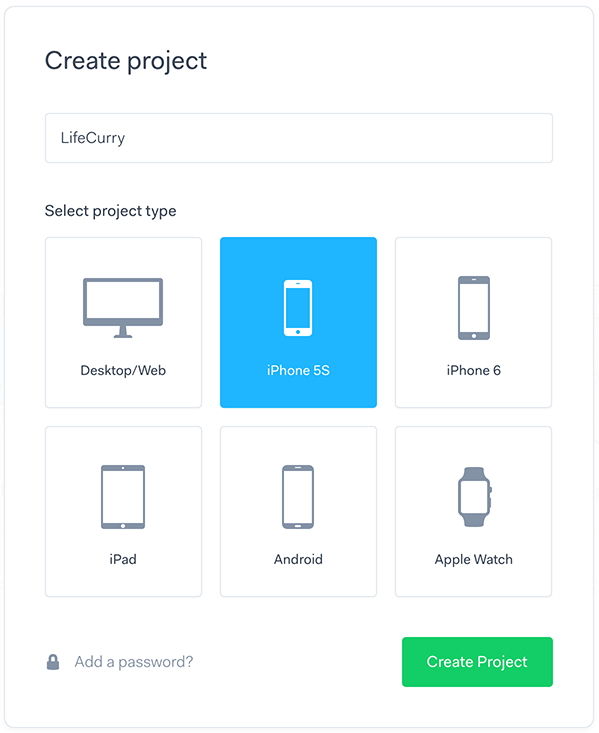 Create project
LifeCurry
Select project type
Desktop/Web
iPhone 5S
iPhone 6
iPad
Android
Apple Watch
Add a password?
Create Project